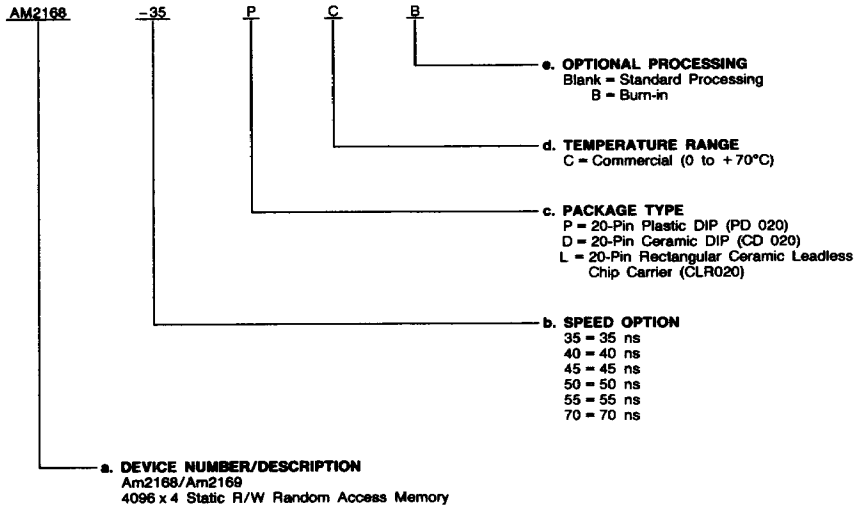 AM2168 -35 P C B
e. OPTIONAL PROCESSING
Blank = Standard Processing
B = Burn-in
d. TEMPERATURE RANGE
C = Commercial (0 to +70°C)
c. PACKAGE TYPE
P = 20-Pin Plastic DIP (PD 020)
D = 20-Pin Ceramic DIP (CD 020)
L = 20-Pin Rectangular Ceramic Leadless
Chip Carrier (CLR020)
b. SPEED OPTION
35 = 35 ns
40 = 40 ns
45 = 45 ns
50 = 50 ns
55 = 55 ns
70 = 70 ns
a. DEVICE NUMBER/DESCRIPTION
Am2168/Am2169
4096 x 4 Static R/W Random Access Memory